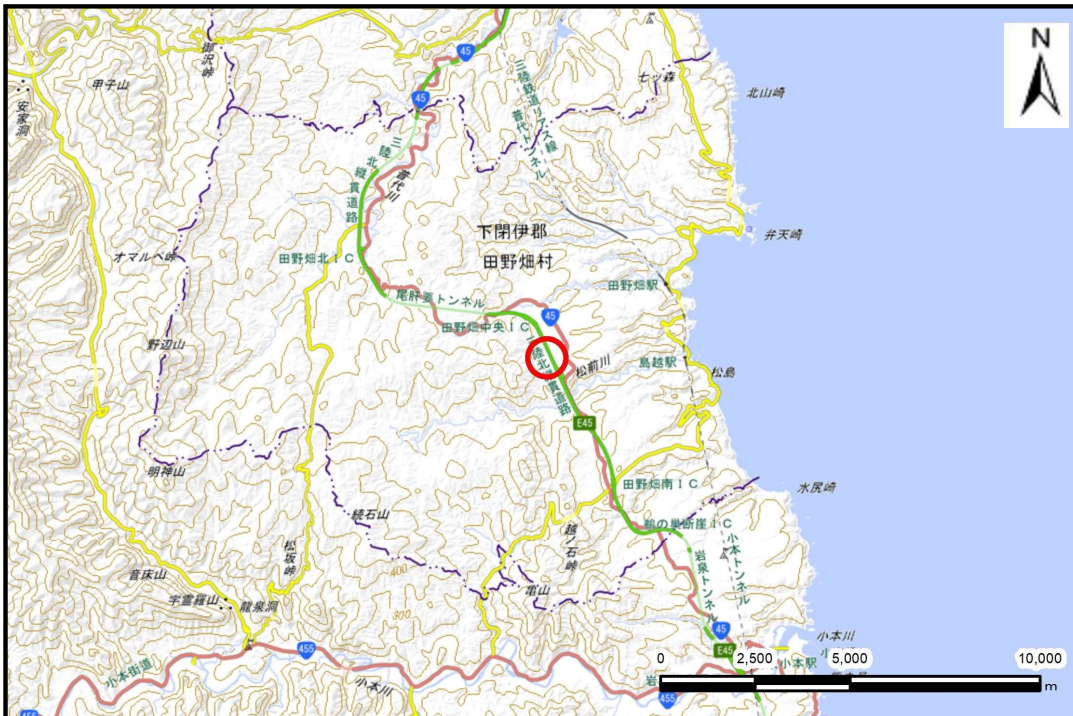 45
御沢峠
甲子山
安家洞
七ッ森
北山崎
N
三陸鉄道リアス線
普代トンネル
45
三陸北縦貫道路
普代川
下閉伊郡
田野畑村
弁天崎
オマルペ峠
田野畑北IC
田野畑駅
尾肝要トンネル
45
田野畑中央IC
野辺山
三陸北縦貫道路
松前川
島越駅
松島
E45
明神山
田野畑南IC
水尻崎
続石山
越ノ石峠
鵜の巣断崖IC
松坂峠
小本トンネル
岩泉トンネル
音床山
400
亀山
宇霊羅山
龍泉洞
300
45
小本川
455
E45
小本駅
小本街道
小本川
岩
455
455
0
2,500
5,000
10,000
m